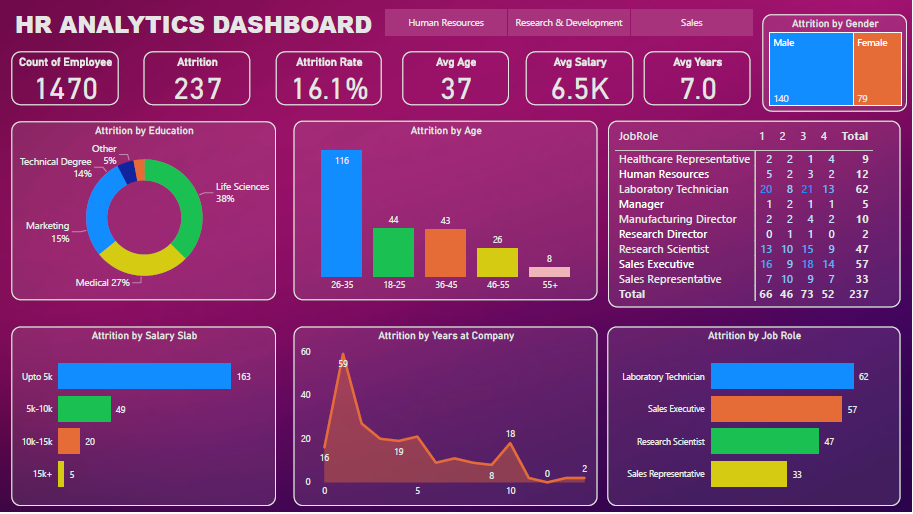 HR ANALYTICS DASHBOARD
Human Resources
Research & Development
Sales
Attrition by Gender
Male
Female
140
79
Count of Employee
1470
Attrition
237
Attrition Rate
16.1%
Avg Age
37
Avg Salary
6.5K
Avg Years
7.0
Attrition by Education
Other
5%
Technical Degree
14%
Life Sciences
38%
Marketing
15%
Medical 27%
Attrition by Age
116
44
43
26
8
26-35 18-25 36-45 46-55 55+
JobRole 1 2 3 4 Total
Healthcare Representative 2 2 1 4 9
Human Resources 5 2 3 2 12
Laboratory Technician 20 8 21 13 62
Manager 1 2 1 1 5
Manufacturing Director 2 2 4 2 10
Research Director 0 1 1 0 2
Research Scientist 13 10 15 9 47
Sales Executive 16 9 18 14 57
Sales Representative 7 10 9 7 33
Total 66 46 73 52 237
Attrition by Salary Slab
Upto 5k 163
5k-10k 49
10k-15k 20
15k+ 5
Attrition by Years at Company
60
59
40
20
18
16
19
8
0
2
0
0 5 10
Attrition by Job Role
Laboratory Technician 62
Sales Executive 57
Research Scientist 47
Sales Representative 33